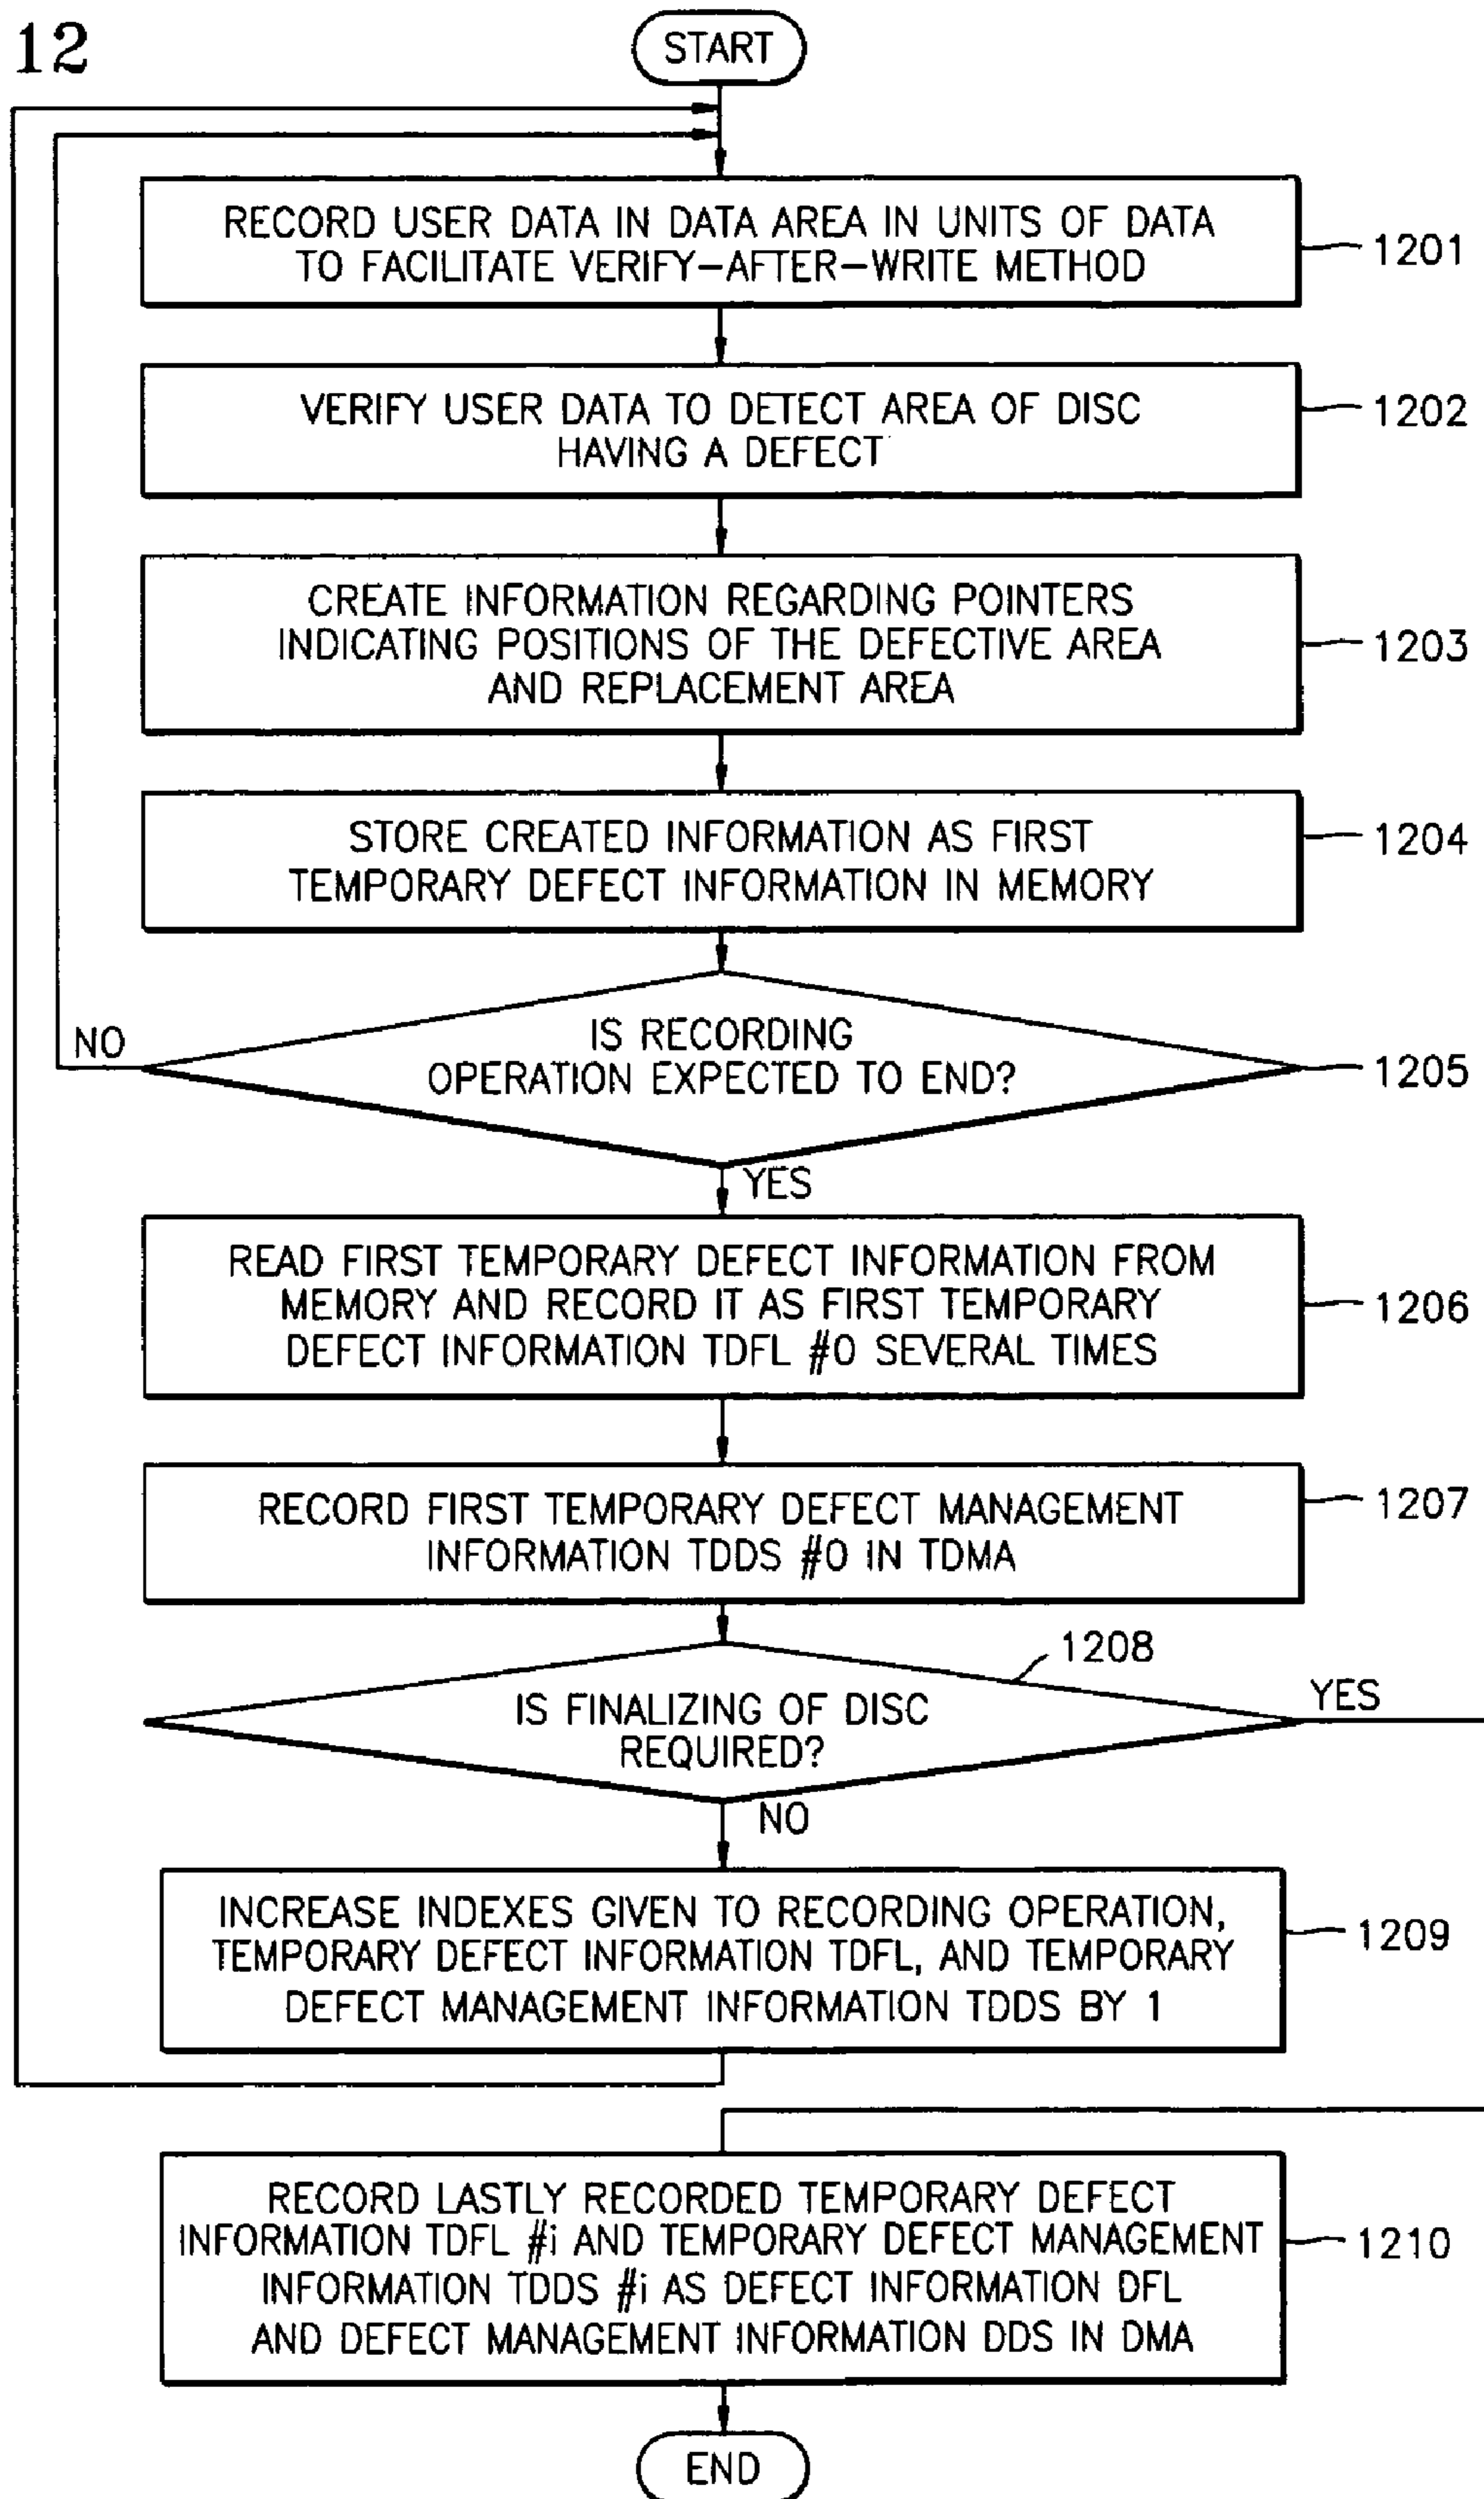 12
START
RECORD USER DATA IN DATA AREA IN UNITS OF DATA
TO FACILITATE VERIFY-AFTER-WRITE METHOD
1201
VERIFY USER DATA TO DETECT AREA OF DISC
HAVING A DEFECT
1202
CREATE INFORMATION REGARDING POINTERS
INDICATING POSITIONS OF THE DEFECTIVE AREA
AND REPLACEMENT AREA
1203
STORE CREATED INFORMATION AS FIRST
TEMPORARY DEFECT INFORMATION IN MEMORY
1204
NO
IS RECORDING
OPERATION EXPECTED TO END?
1205
YES
READ FIRST TEMPORARY DEFECT INFORMATION FROM
MEMORY AND RECORD IT AS FIRST TEMPORARY
DEFECT INFORMATION TDFL #0 SEVERAL TIMES
1206
RECORD FIRST TEMPORARY DEFECT MANAGEMENT
INFORMATION TDDS #0 IN TDMA
1207
1208
IS FINALIZING OF DISC
REQUIRED?
YES
NO
INCREASE INDEXES GIVEN TO RECORDING OPERATION,
TEMPORARY DEFECT INFORMATION TDFL, AND TEMPORARY
DEFECT MANAGEMENT INFORMATION TDDS BY 1
1209
RECORD LASTLY RECORDED TEMPORARY DEFECT
INFORMATION TDFL #i AND TEMPORARY DEFECT MANAGEMENT
INFORMATION TDDS #i AS DEFECT INFORMATION DFL
AND DEFECT MANAGEMENT INFORMATION DDS IN DMA
1210
END